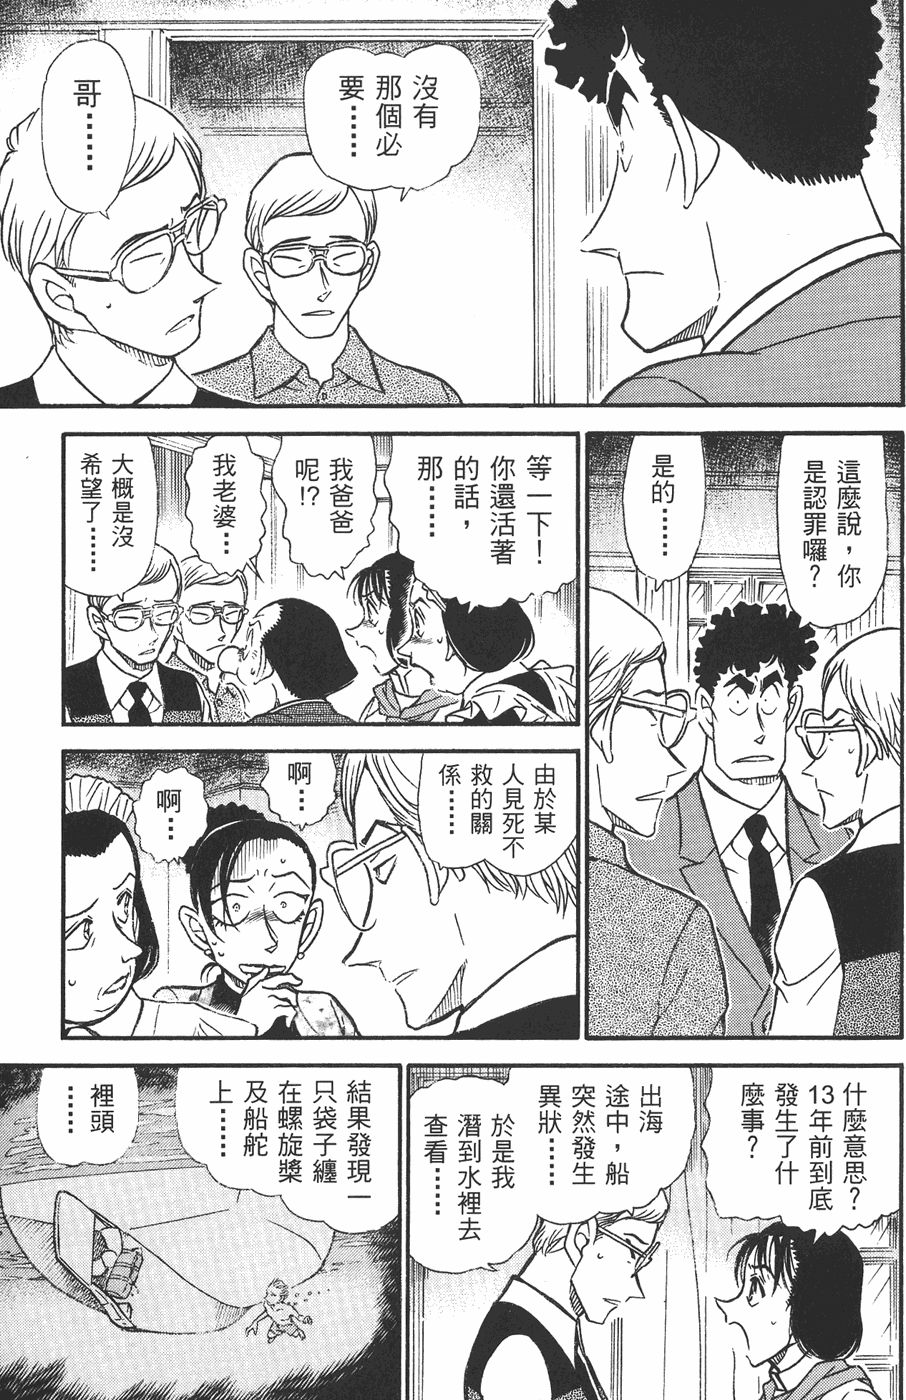 沒有
那個必
要……
哥……
這麼說，你
是認罪囉？
是的……
等一下！
你還活著
的話，
那……
我爸爸
呢!?
我老婆…
大概是沒
希望了……
由於某
人見死不
救的關
係……
啊…
啊…
什麼意思？
13年前到底
發生了什
麼事？
出海
途中，船
突然發生
異狀……
於是我
潛到水裡去
查看……
結果發現一
只袋子纏
在螺旋槳
及船舵
上……
裡頭
……